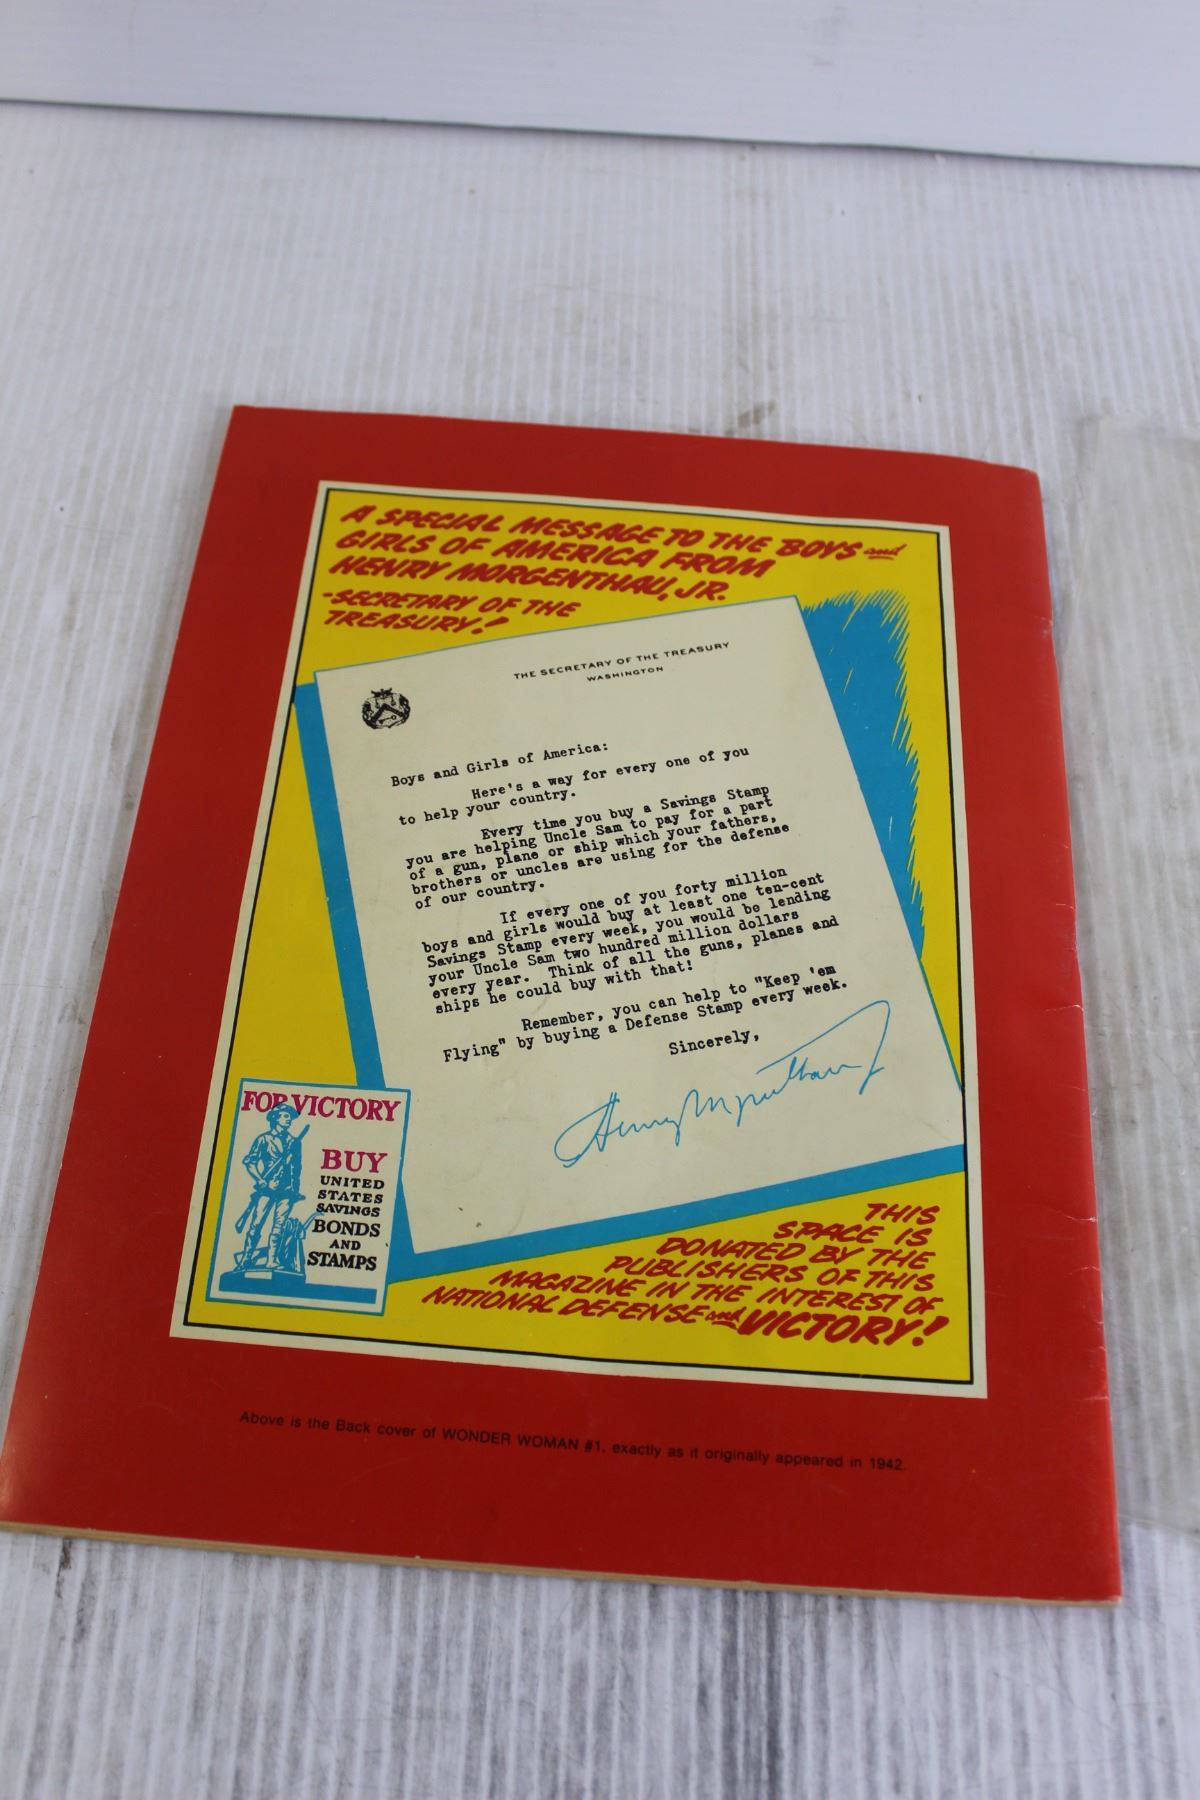 A SPECIAL MESSAGE TO THE BOYS and
GIRLS OF AMERICA FROM
HENRY MORGENTHAU, JR.
-SECRETARY OF THE
TREASURY!
THE SECRETARY OF THE TREASURY
WASHINGTON
Boys and Girls of America:
Here's a way for every one of you
to help your country.
Every time you buy a Savings Stamp
you are helping Uncle Sam to pay for a part
of a gun, plane or ship which your fathers,
brothers or uncles are using for the defense
of our country.
If every one of you forty million
boys and girls would buy at least one ten-cent
Savings Stamp every week, you would be lending
your Uncle Sam two hundred million dollars
every year. Think of all the guns, planes and
ships he could buy with that!
Remember, you can help to "Keep 'em
Flying" by buying a Defense Stamp every week.
Sincerely,
Henry Morgenthau Jr
FOR VICTORY
BUY
UNITED
STATES
SAVINGS
BONDS
AND
STAMPS
THIS
SPACE IS
DONATED BY THE
PUBLISHERS OF THIS
MAGAZINE IN THE INTEREST OF
NATIONAL DEFENSE and VICTORY!
Above is the Back cover of WONDER WOMAN #1, exactly as it originally appeared in 1942.